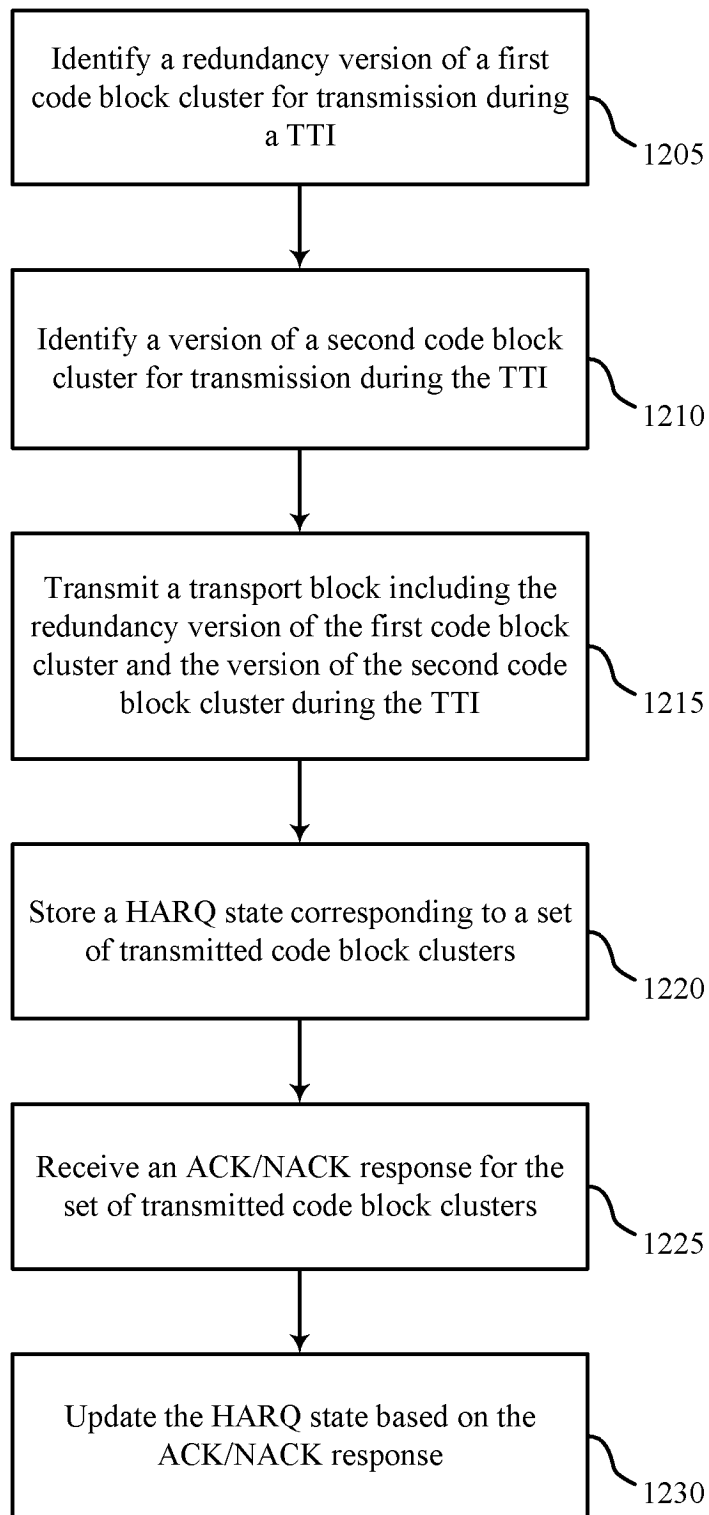 Identify a redundancy version of a first
code block cluster for transmission during
a TTI
1205
Identify a version of a second code block
cluster for transmission during the TTI
1210
Transmit a transport block including the
redundancy version of the first code block
cluster and the version of the second code
block cluster during the TTI
1215
Store a HARQ state corresponding to a set
of transmitted code block clusters
1220
Receive an ACK/NACK response for the
set of transmitted code block clusters
1225
Update the HARQ state based on the
ACK/NACK response
1230